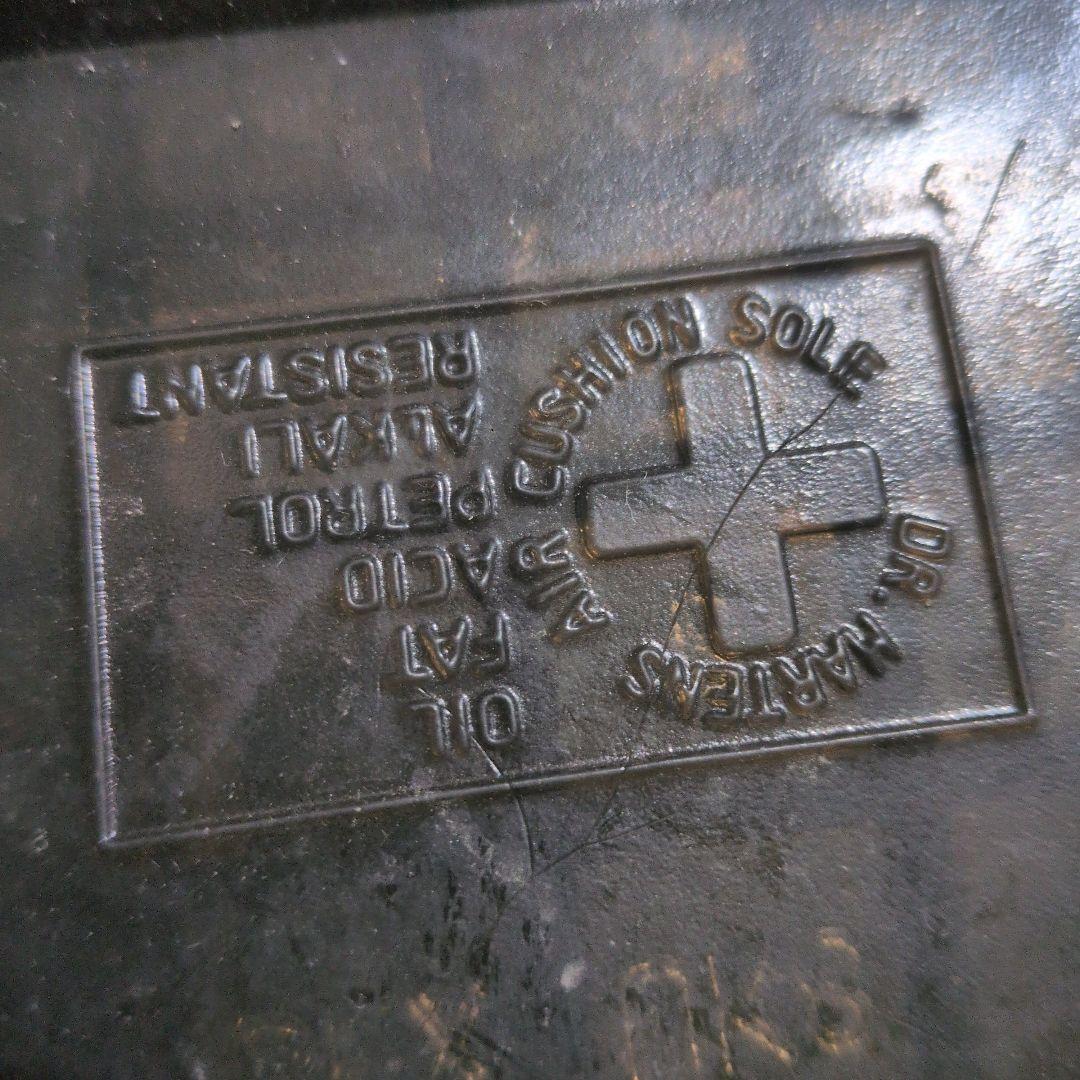 DR. MARTENS
AIR CUSHION SOLE
OIL
FAT
ACID
PETROL
ALKALI
RESISTANT